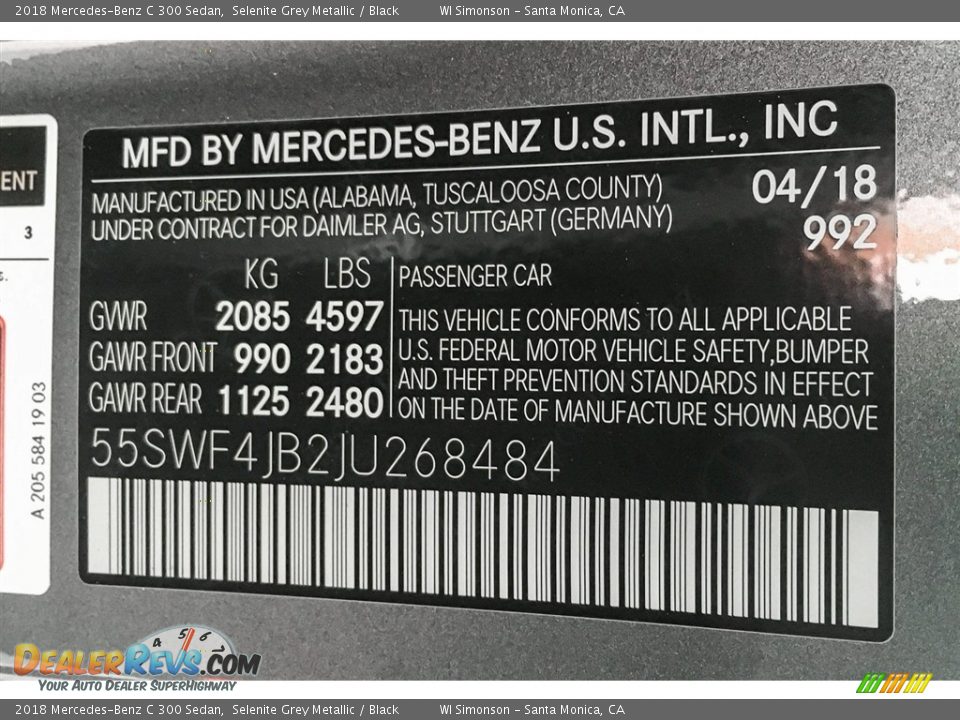 2018 Mercedes-Benz C 300 Sedan, Selenite Grey Metallic / Black WI Simonson - Santa Monica, CA
ENT
3
s.
A 205 584 19 03
MFD BY MERCEDES-BENZ U.S. INTL., INC
MANUFACTURED IN USA (ALABAMA, TUSCALOOSA COUNTY)
UNDER CONTRACT FOR DAIMLER AG, STUTTGART (GERMANY)
04/18
992
KG LBS
GVWR 2085 4597
GAWR FRONT 990 2183
GAWR REAR 1125 2480
PASSENGER CAR
THIS VEHICLE CONFORMS TO ALL APPLICABLE
U.S. FEDERAL MOTOR VEHICLE SAFETY,BUMPER
AND THEFT PREVENTION STANDARDS IN EFFECT
ON THE DATE OF MANUFACTURE SHOWN ABOVE
55SWF4JB2JU268484
4 5 6 7
DEALERREVS.COM
YOUR AUTO DEALER SUPERHIGHWAY
2018 Mercedes-Benz C 300 Sedan, Selenite Grey Metallic / Black WI Simonson - Santa Monica, CA